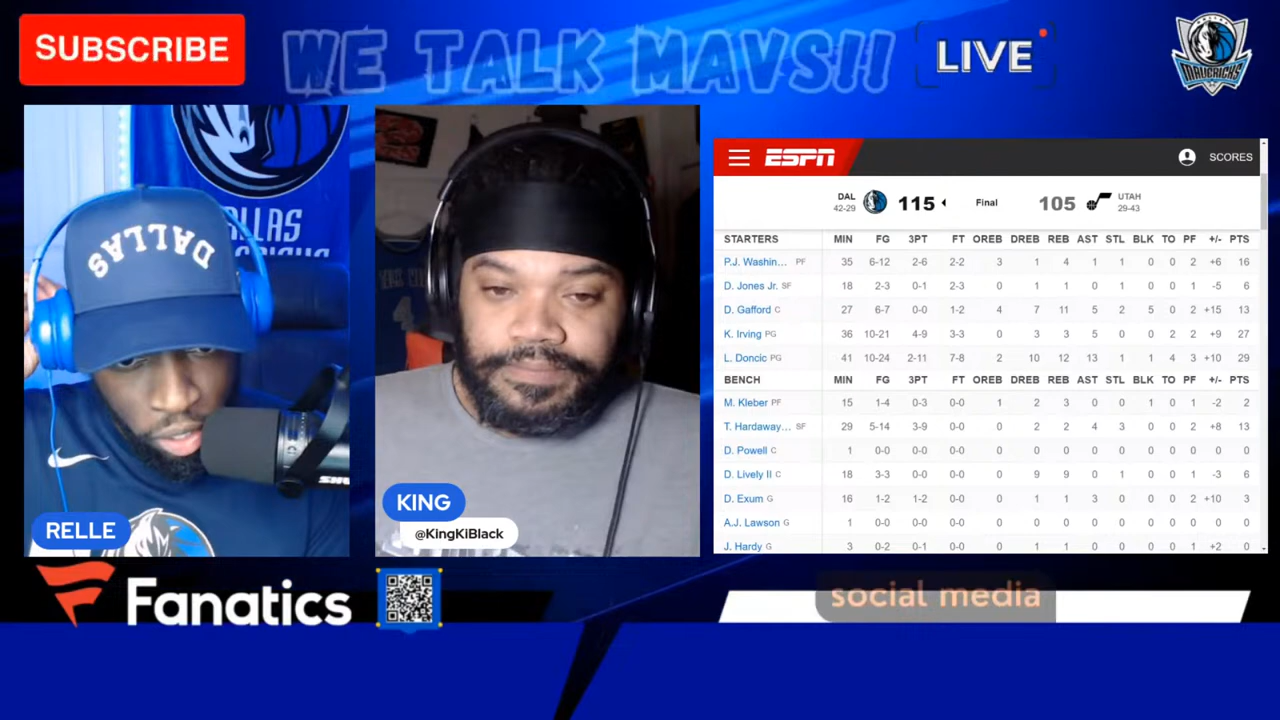 SUBSCRIBE
WE TALK MAVS!!
LIVE
MAVERICKS
DALLAS
DALLAS
RELLE
KING
@KingKiBlack
ESPN
SCORES
DAL
42-29
115
Final
105
UTAH
29-43
STARTERS MIN FG 3PT FT OREB DREB REB AST STL BLK TO PF +/- PTS
P.J. Washin... PF 35 6-12 2-6 2-2 3 1 4 1 1 0 0 2 +6 16
D. Jones Jr. SF 18 2-3 0-1 2-3 0 1 1 0 1 0 0 1 -5 6
D. Gafford C 27 6-7 0-0 1-2 4 7 11 5 2 5 0 2 +15 13
K. Irving PG 36 10-21 4-9 3-3 0 3 3 5 0 0 2 3 +9 27
L. Doncic PG 41 10-24 2-11 7-8 2 10 12 13 1 1 4 3 +10 29
BENCH MIN FG 3PT FT OREB DREB REB AST STL BLK TO PF +/- PTS
M. Kleber PF 15 1-4 0-3 0-0 1 2 3 0 0 1 0 1 -2 2
T. Hardaway... SF 29 5-14 3-9 0-0 0 2 2 4 3 0 0 2 +8 13
D. Powell C 1 0-0 0-0 0-0 0 0 0 0 0 0 0 0 0 0
D. Lively II C 18 3-3 0-0 0-0 0 9 9 0 1 0 0 1 -3 6
D. Exum G 16 1-2 1-2 0-0 0 1 1 3 0 0 0 2 +10 3
A.J. Lawson G 1 0-0 0-0 0-0 0 0 0 0 0 0 0 0 0 0
J. Hardy G 3 0-2 0-1 0-0 0 1 1 0 0 0 0 1 +2 0
Fanatics
social media